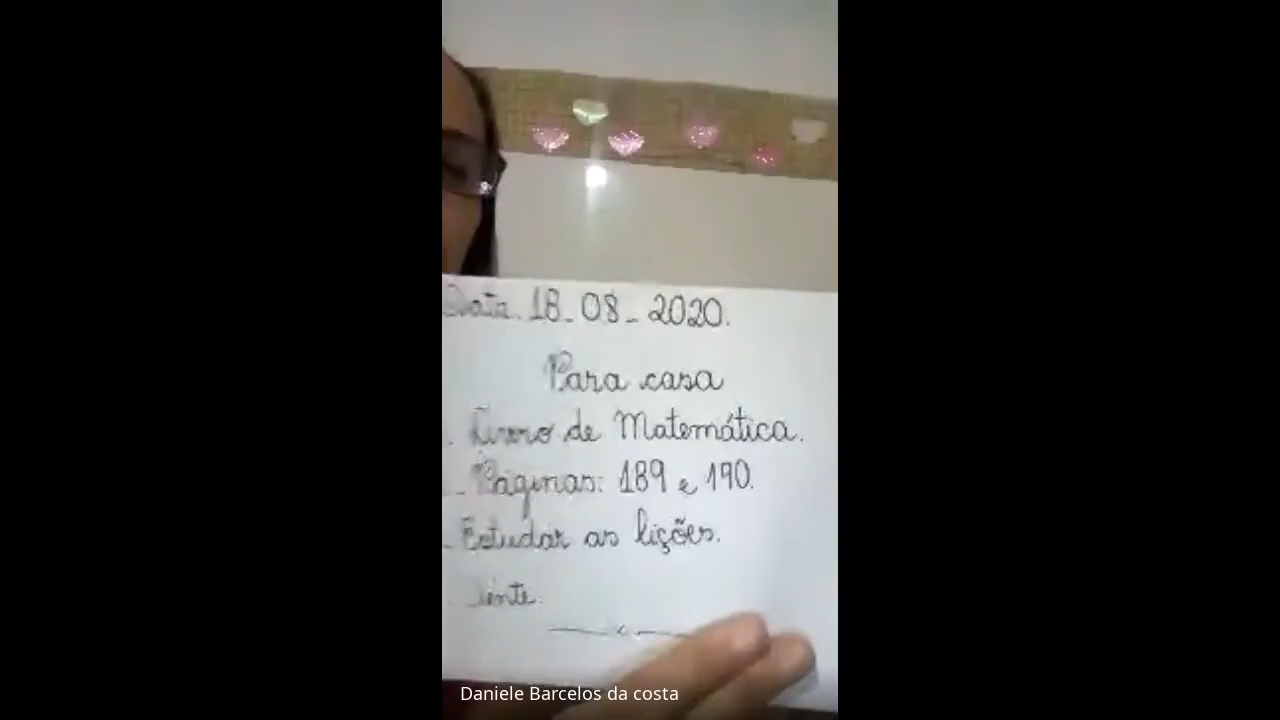 Data. 18-08-2020.
Para casa
. Livro de Matemática.
- Páginas: 189 e 190.
- Estudar as lições.
Daniele Barcelos da costa